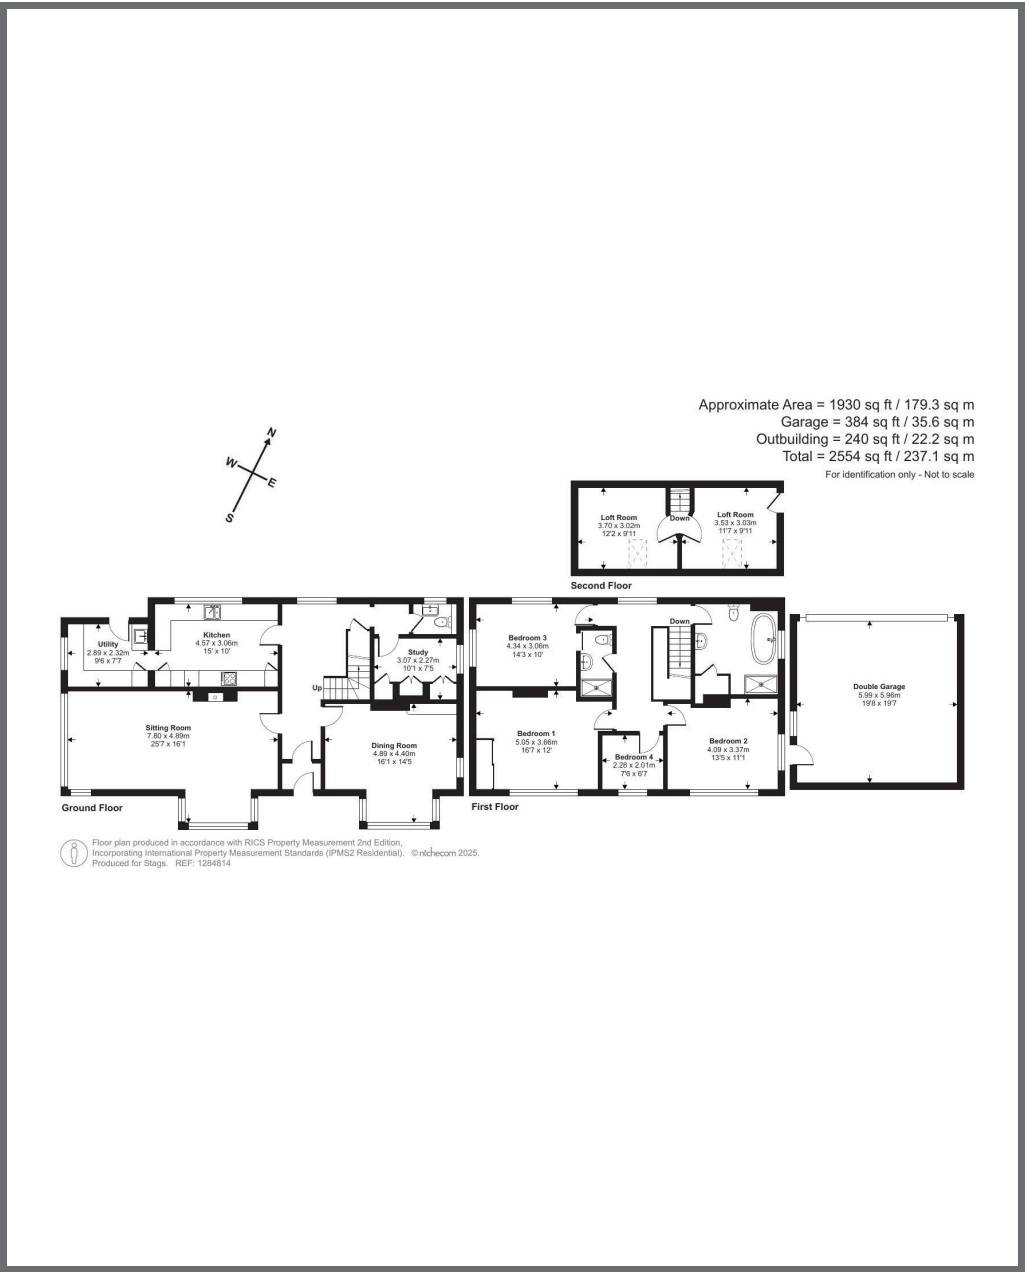 Approximate Area = 1930 sq ft / 179.3 sq m
Garage = 384 sq ft / 35.6 sq m
Outbuilding = 240 sq ft / 22.2 sq m
Total = 2554 sq ft / 237.1 sq m
For identification only - Not to scale
N
W
E
S
Loft Room
3.70 x 3.02m
12'2 x 9'11
Down
Loft Room
3.53 x 3.03m
11'7 x 9'11
Second Floor
Utility
2.89 x 2.32m
9'6 x 7'7
Kitchen
4.57 x 3.06m
15' x 10'
Study
3.07 x 2.27m
10'1 x 7'5
Up
Sitting Room
7.80 x 4.89m
25'7 x 16'1
Dining Room
4.89 x 4.40m
16'1 x 14'5
Ground Floor
Bedroom 3
4.34 x 3.06m
14'3 x 10'
Down
Bedroom 1
5.05 x 3.66m
16'7 x 12'
Bedroom 4
2.28 x 2.01m
7'6 x 6'7
Bedroom 2
4.09 x 3.37m
13'5 x 11'1
First Floor
Double Garage
5.99 x 5.96m
19'8 x 19'7
Floor plan produced in accordance with RICS Property Measurement 2nd Edition,
Incorporating International Property Measurement Standards (IPMS2 Residential). © nichecom 2025.
Produced for Stags. REF: 1284814